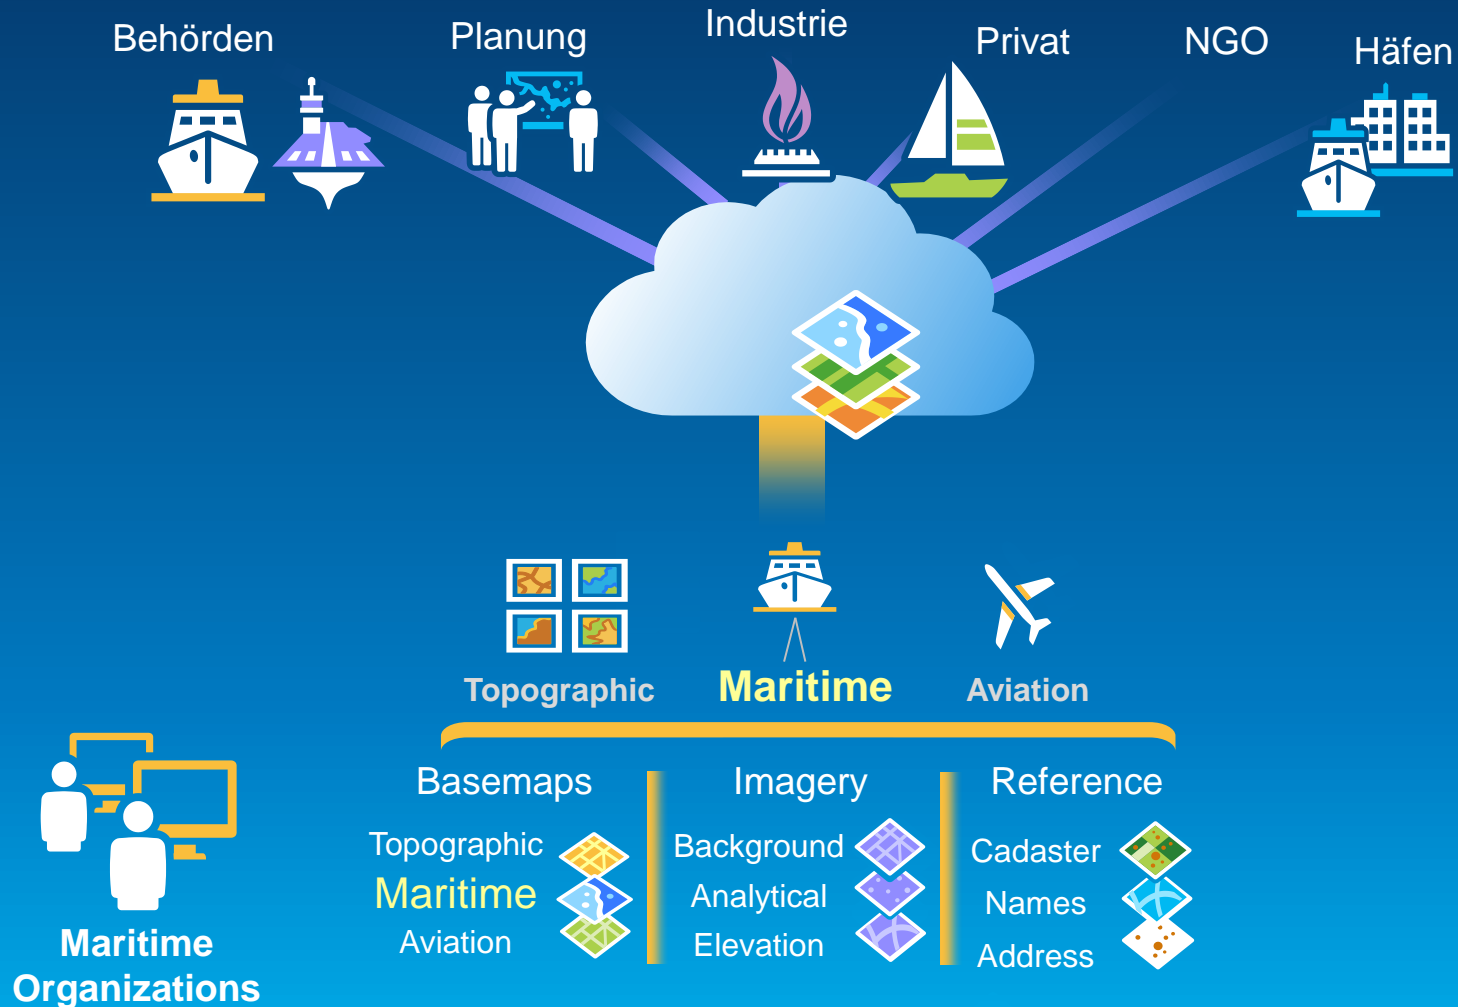 Behörden
Planung
Industrie
Privat
NGO
Häfen
Topographic
Maritime
Aviation
Basemaps
Imagery
Reference
Topographic
Maritime
Aviation
Background
Analytical
Elevation
Cadaster
Names
Address
Maritime
Organizations